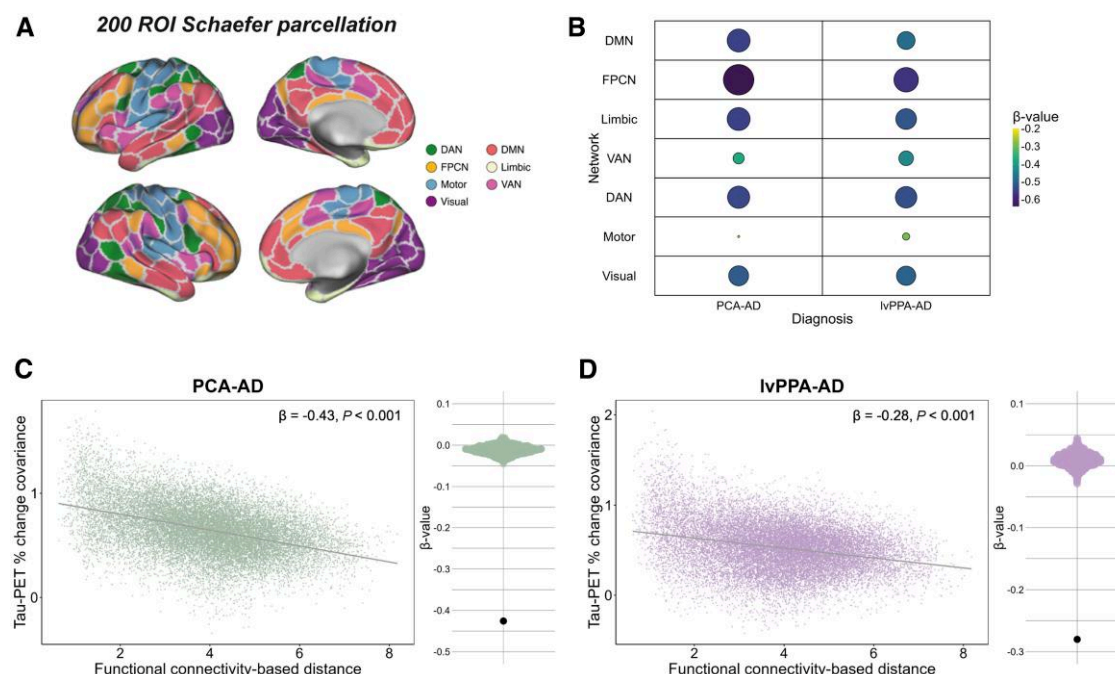 A
200 ROI Schaefer parcellation
DAN
DMN
FPCN
Limbic
Motor
VAN
Visual
B
DMN
FPCN
Limbic
VAN
DAN
Motor
Visual
Network
PCA-AD
lvPPA-AD
Diagnosis
β-value
-0.2
-0.3
-0.4
-0.5
-0.6
C
PCA-AD
β = -0.43, P < 0.001
Tau-PET % change covariance
1
0
2
4
6
8
Functional connectivity-based distance
β-value
0.1
0.0
-0.1
-0.2
-0.3
-0.4
-0.5
D
lvPPA-AD
β = -0.28, P < 0.001
Tau-PET % change covariance
2
1
0
2
4
6
8
Functional connectivity-based distance
β-value
0.1
0.0
-0.1
-0.2
-0.3